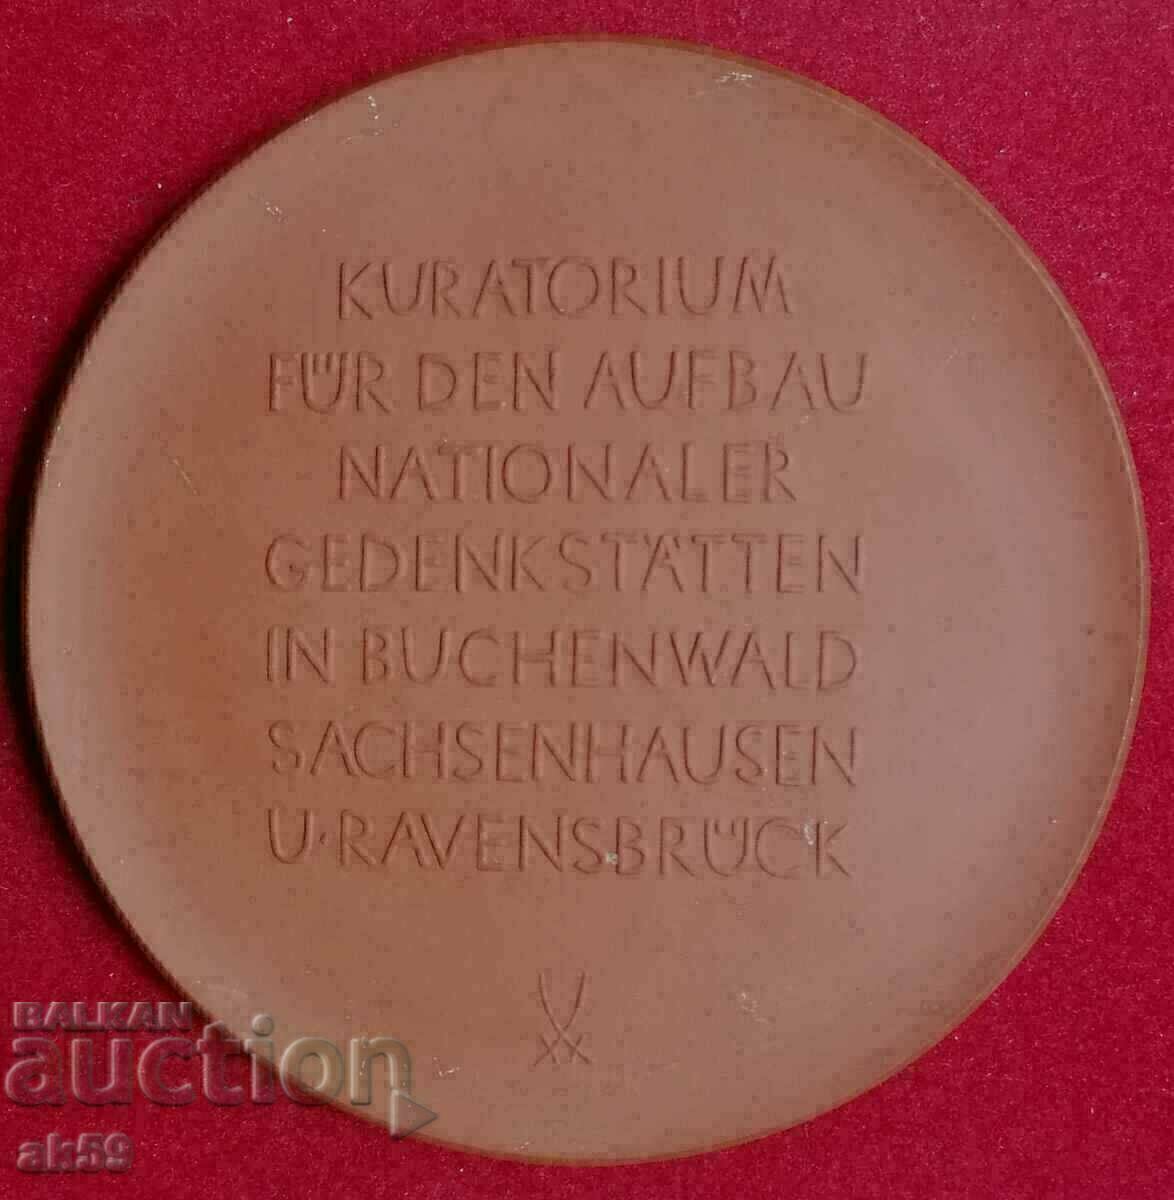 KURATORIUM
FÜR DEN AUFBAU
NATIONALER
GEDENKSTÄTTEN
IN BUCHENWALD
SACHSENHAUSEN
U·RAVENSBRÜCK
BALKAN
auction
ak59